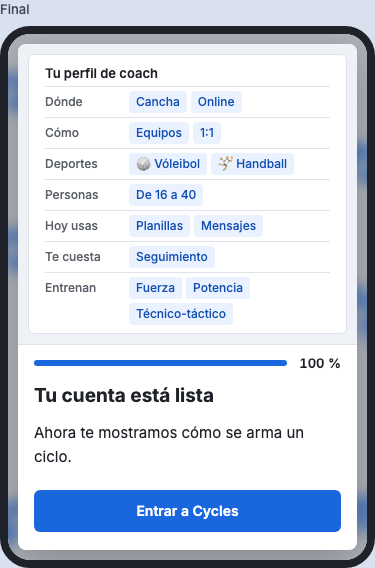 Final
Tu perfil de coach
Dónde Cancha Online
Cómo Equipos 1:1
Deportes Vóleibol Handball
Personas De 16 a 40
Hoy usas Planillas Mensajes
Te cuesta Seguimiento
Entrenan Fuerza Potencia
Técnico-táctico
100 %
Tu cuenta está lista
Ahora te mostramos cómo se arma un
ciclo.
Entrar a Cycles